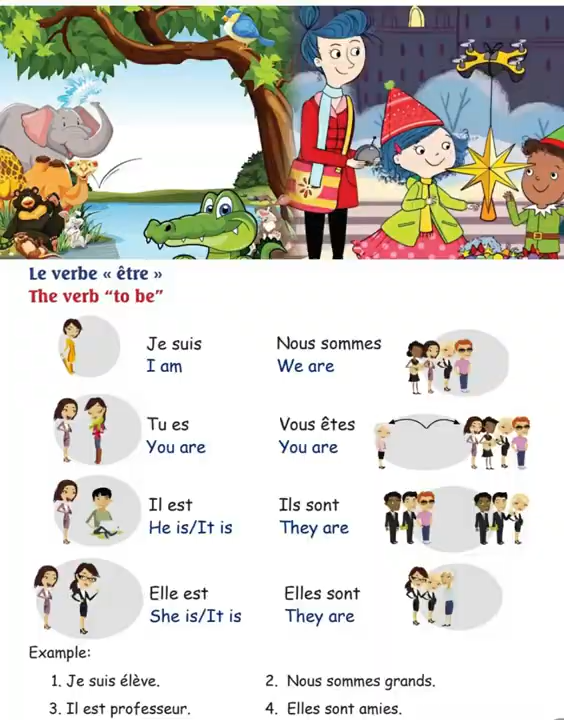 Le verbe « être »
The verb “to be”
Je suis
I am
Nous sommes
We are
Tu es
You are
Vous êtes
You are
Il est
He is/It is
Ils sont
They are
Elle est
She is/It is
Elles sont
They are
Example:
1. Je suis élève.
2. Nous sommes grands.
3. Il est professeur.
4. Elles sont amies.